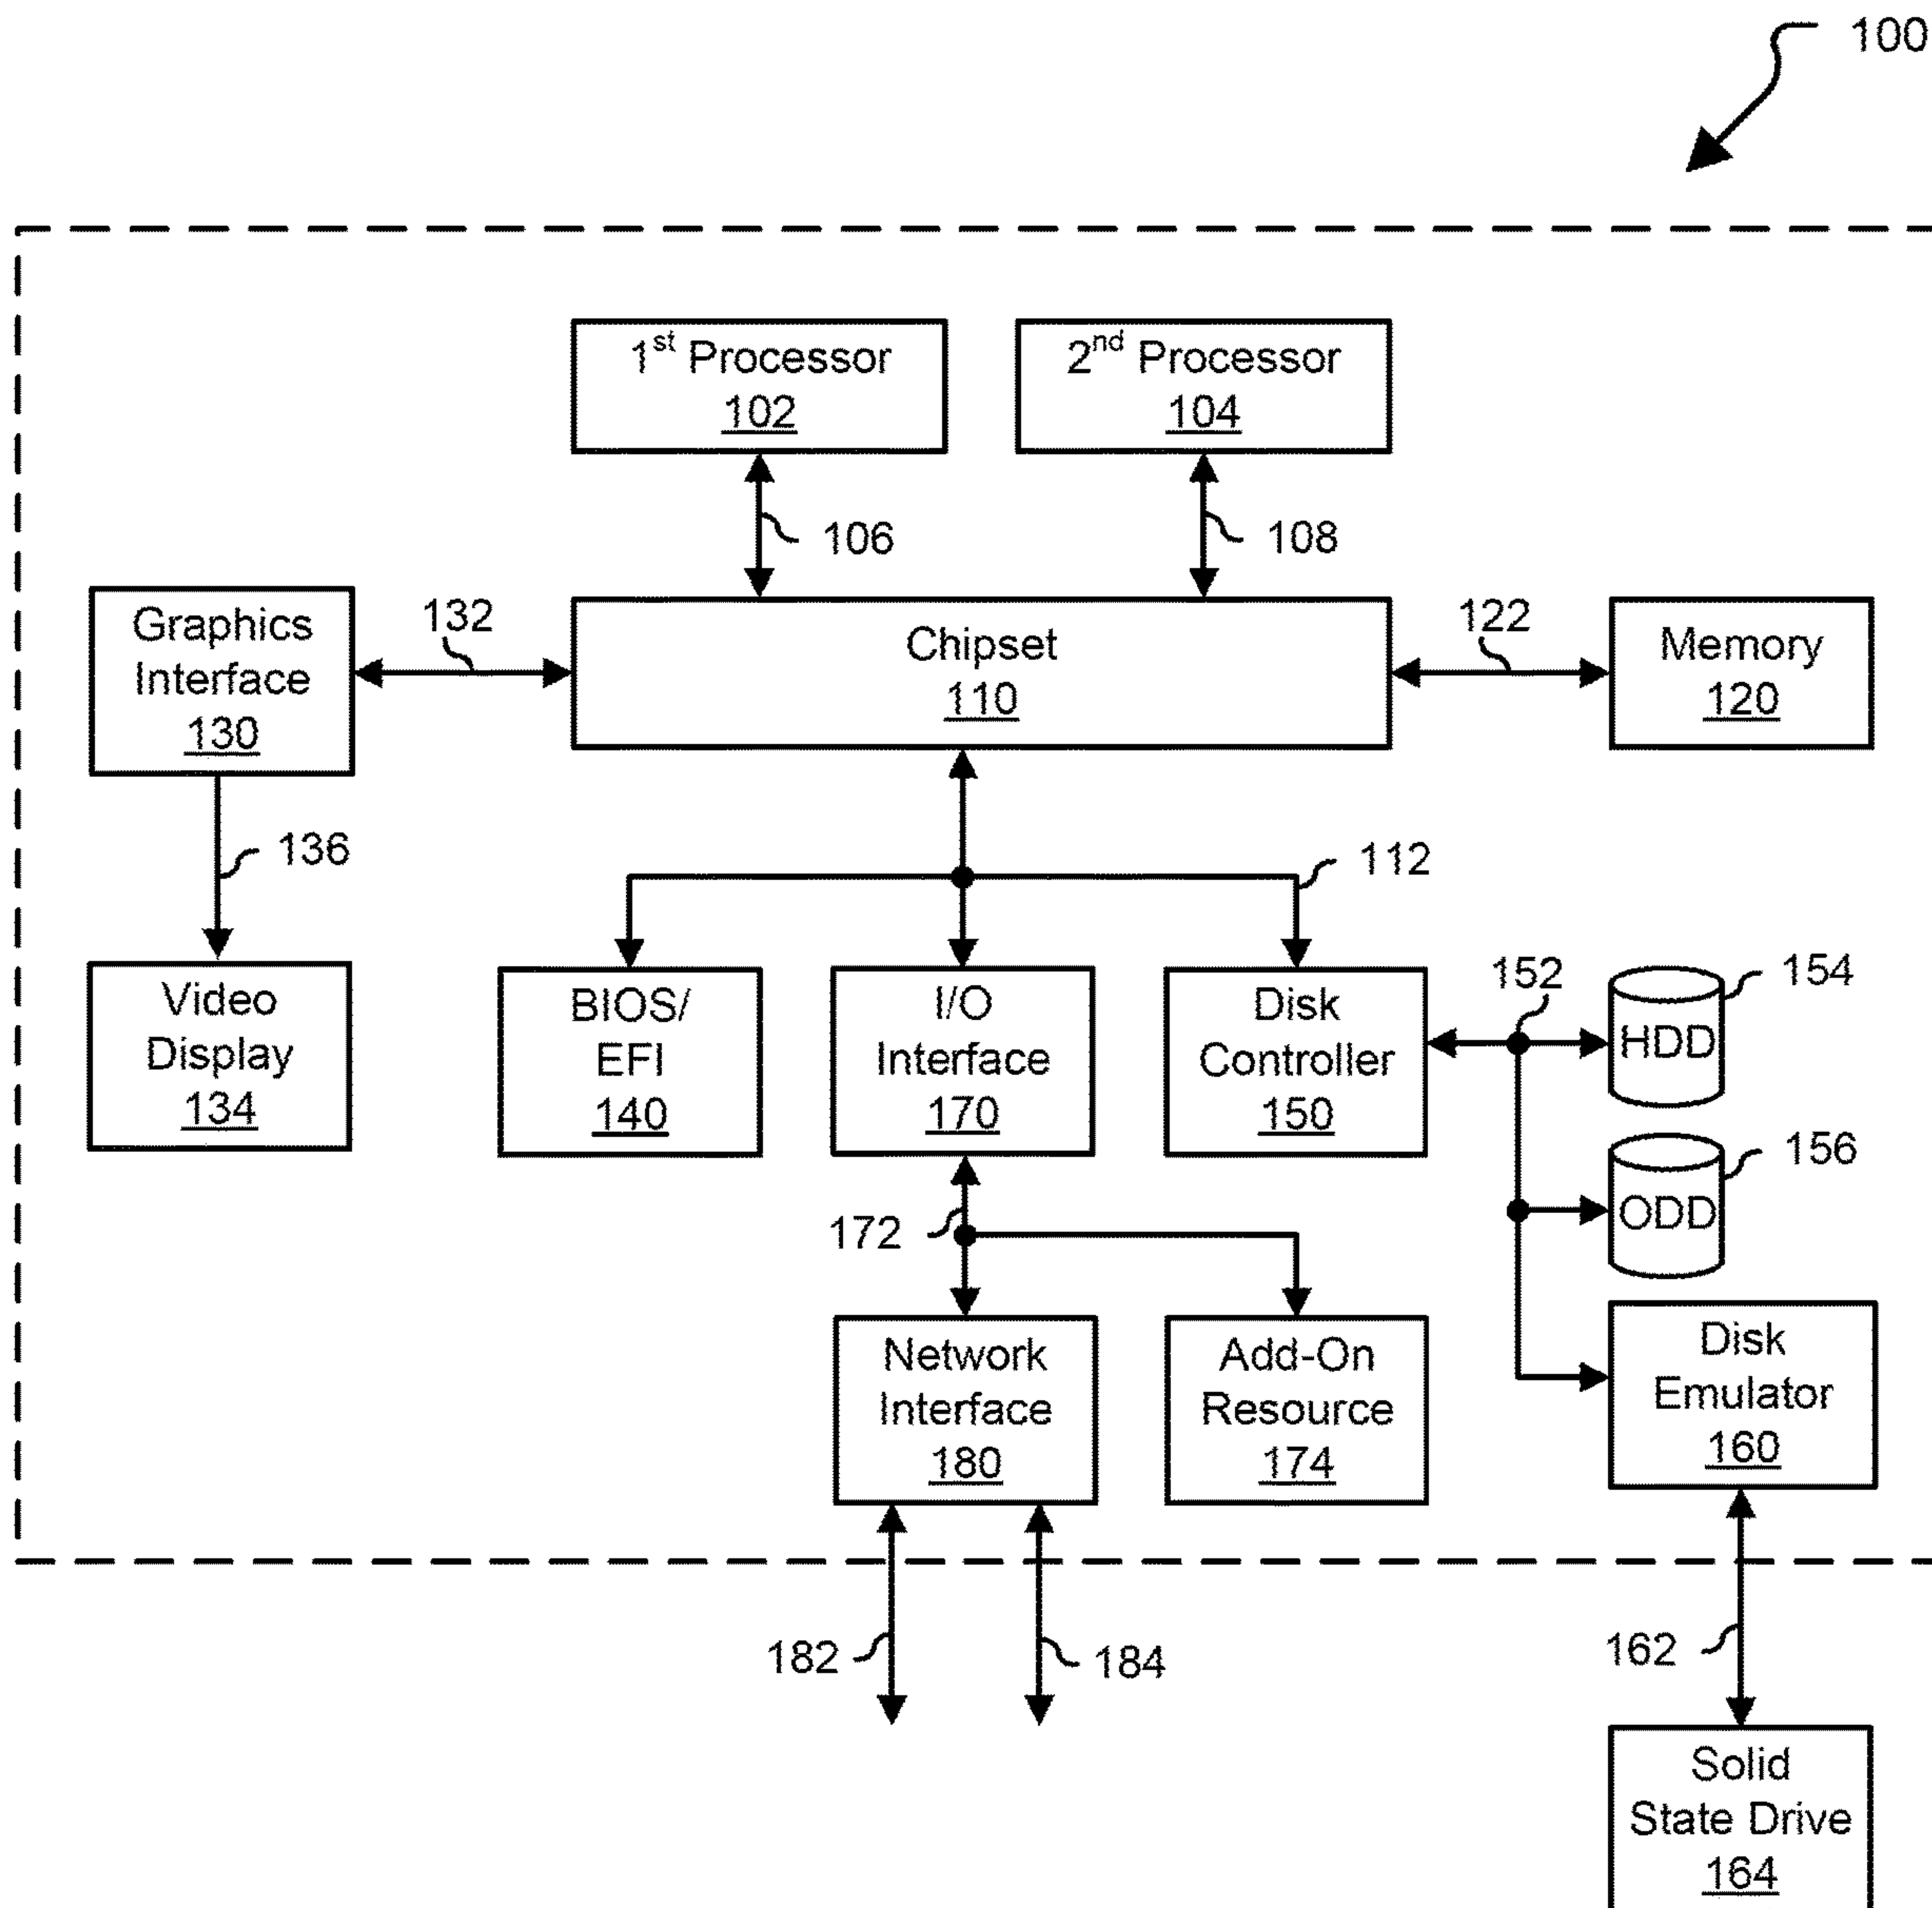 100
1st Processor
102
2nd Processor
104
106
108
Graphics
Interface
130
132
Chipset
110
122
Memory
120
136
112
Video
Display
134
BIOS/
EFI
140
I/O
Interface
170
Disk
Controller
150
152
HDD
154
ODD
156
172
Network
Interface
180
Add-On
Resource
174
Disk
Emulator
160
182
184
162
Solid
State Drive
164